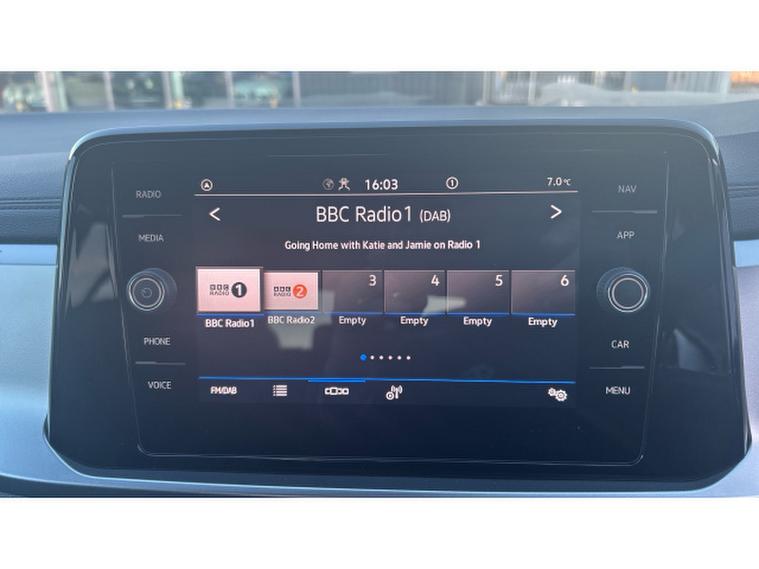 RADIO
MEDIA
PHONE
VOICE
16:03
1
7.0°C
< BBC Radio1 (DAB) >
Going Home with Katie and Jamie on Radio 1
BBC RADIO 1
BBC RADIO 2
3
4
5
6
BBC Radio1
BBC Radio2
Empty
Empty
Empty
Empty
FM/DAB
NAV
APP
CAR
MENU